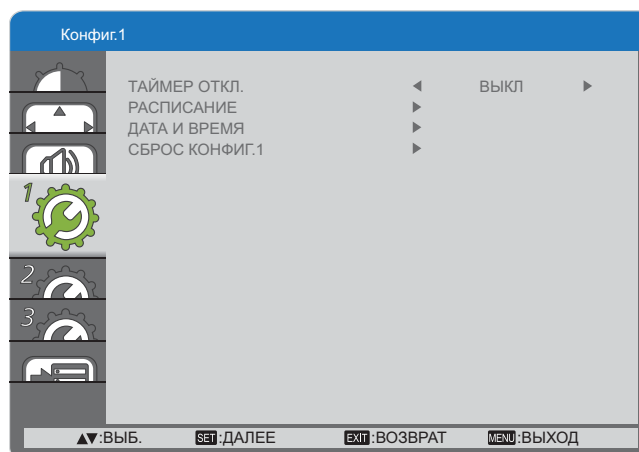 Конфиг.1
ТАЙМЕР ОТКЛ. ВЫКЛ
РАСПИСАНИЕ
ДАТА И ВРЕМЯ
СБРОС КОНФИГ.1
1
2
3
▲▼:ВЫБ. SET:ДАЛЕЕ EXIT:ВОЗВРАТ MENU:ВЫХОД